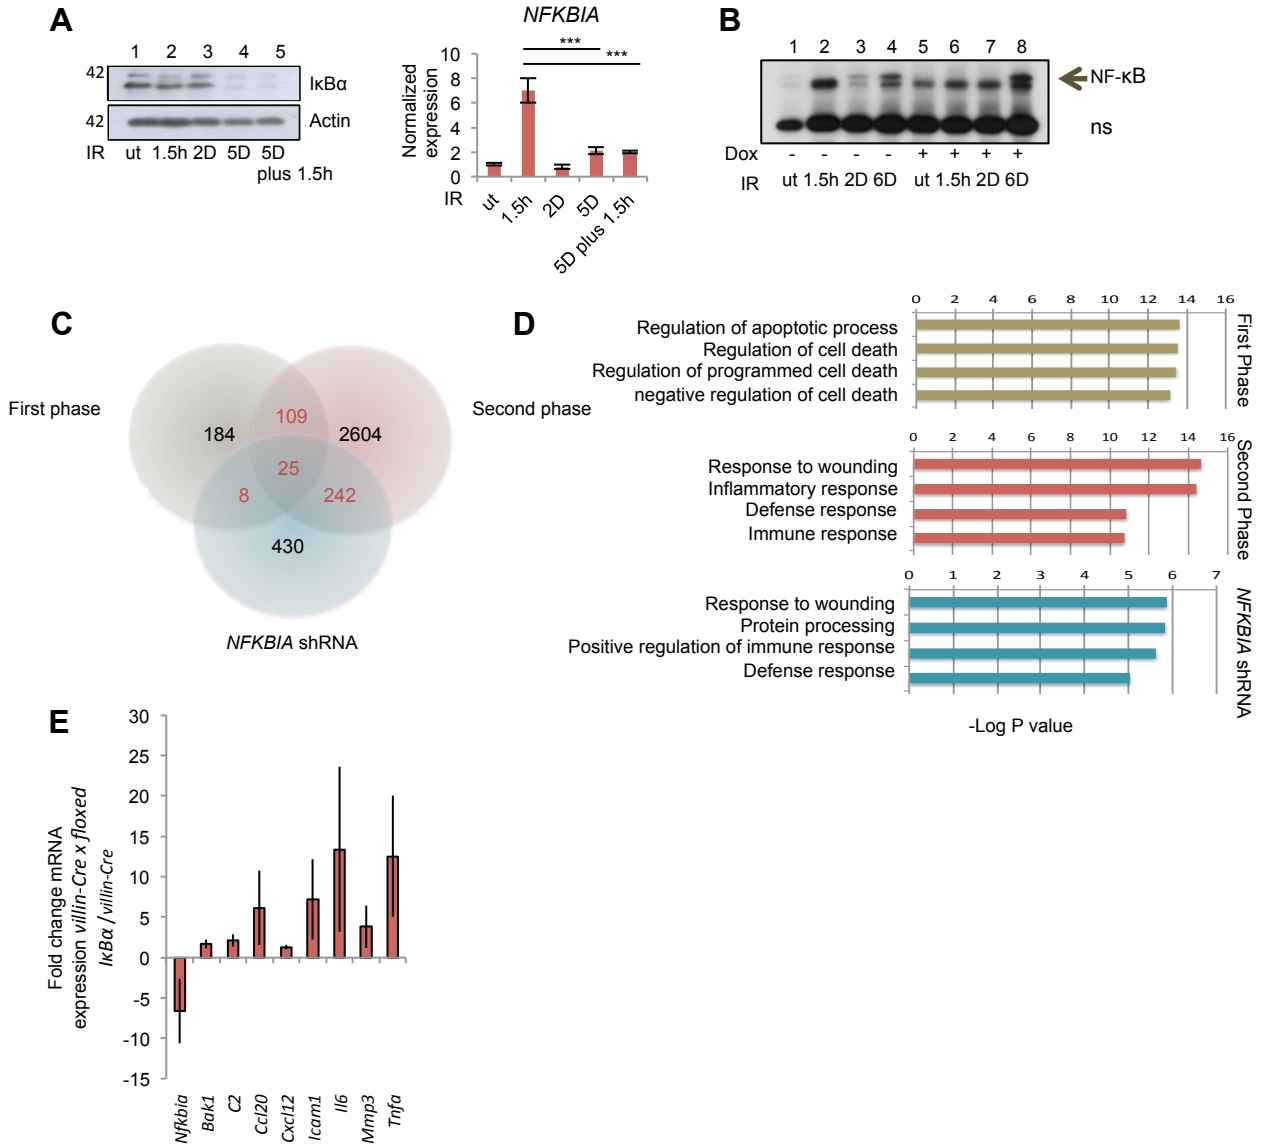 A
1 2 3 4 5
42 IκBα
42 Actin
IR ut 1.5h 2D 5D 5D
plus 1.5h
NFKBIA
*** 
***
Normalized
expression
10
8
6
4
2
0
IR ut 1.5h 2D 5D 5D plus 1.5h
B
1 2 3 4 5 6 7 8
NF-κB
ns
Dox - - - - + + + +
IR ut 1.5h 2D 6D ut 1.5h 2D 6D
C
First phase
Second phase
184
109
2604
25
8
242
430
NFKBIA shRNA
D
0 2 4 6 8 10 12 14 16
Regulation of apoptotic process
Regulation of cell death
Regulation of programmed cell death
negative regulation of cell death
First Phase
0 2 4 6 8 10 12 14 16
Response to wounding
Inflammatory response
Defense response
Immune response
Second Phase
0 1 2 3 4 5 6 7
Response to wounding
Protein processing
Positive regulation of immune response
Defense response
NFKBIA shRNA
-Log P value
E
Fold change mRNA
expression villin-Cre x floxed
IκBα / villin-Cre
30
25
20
15
10
5
0
-5
-10
-15
Nfkbia Bak1 C2 Ccl20 Cxcl12 Icam1 Il6 Mmp3 Tnfa